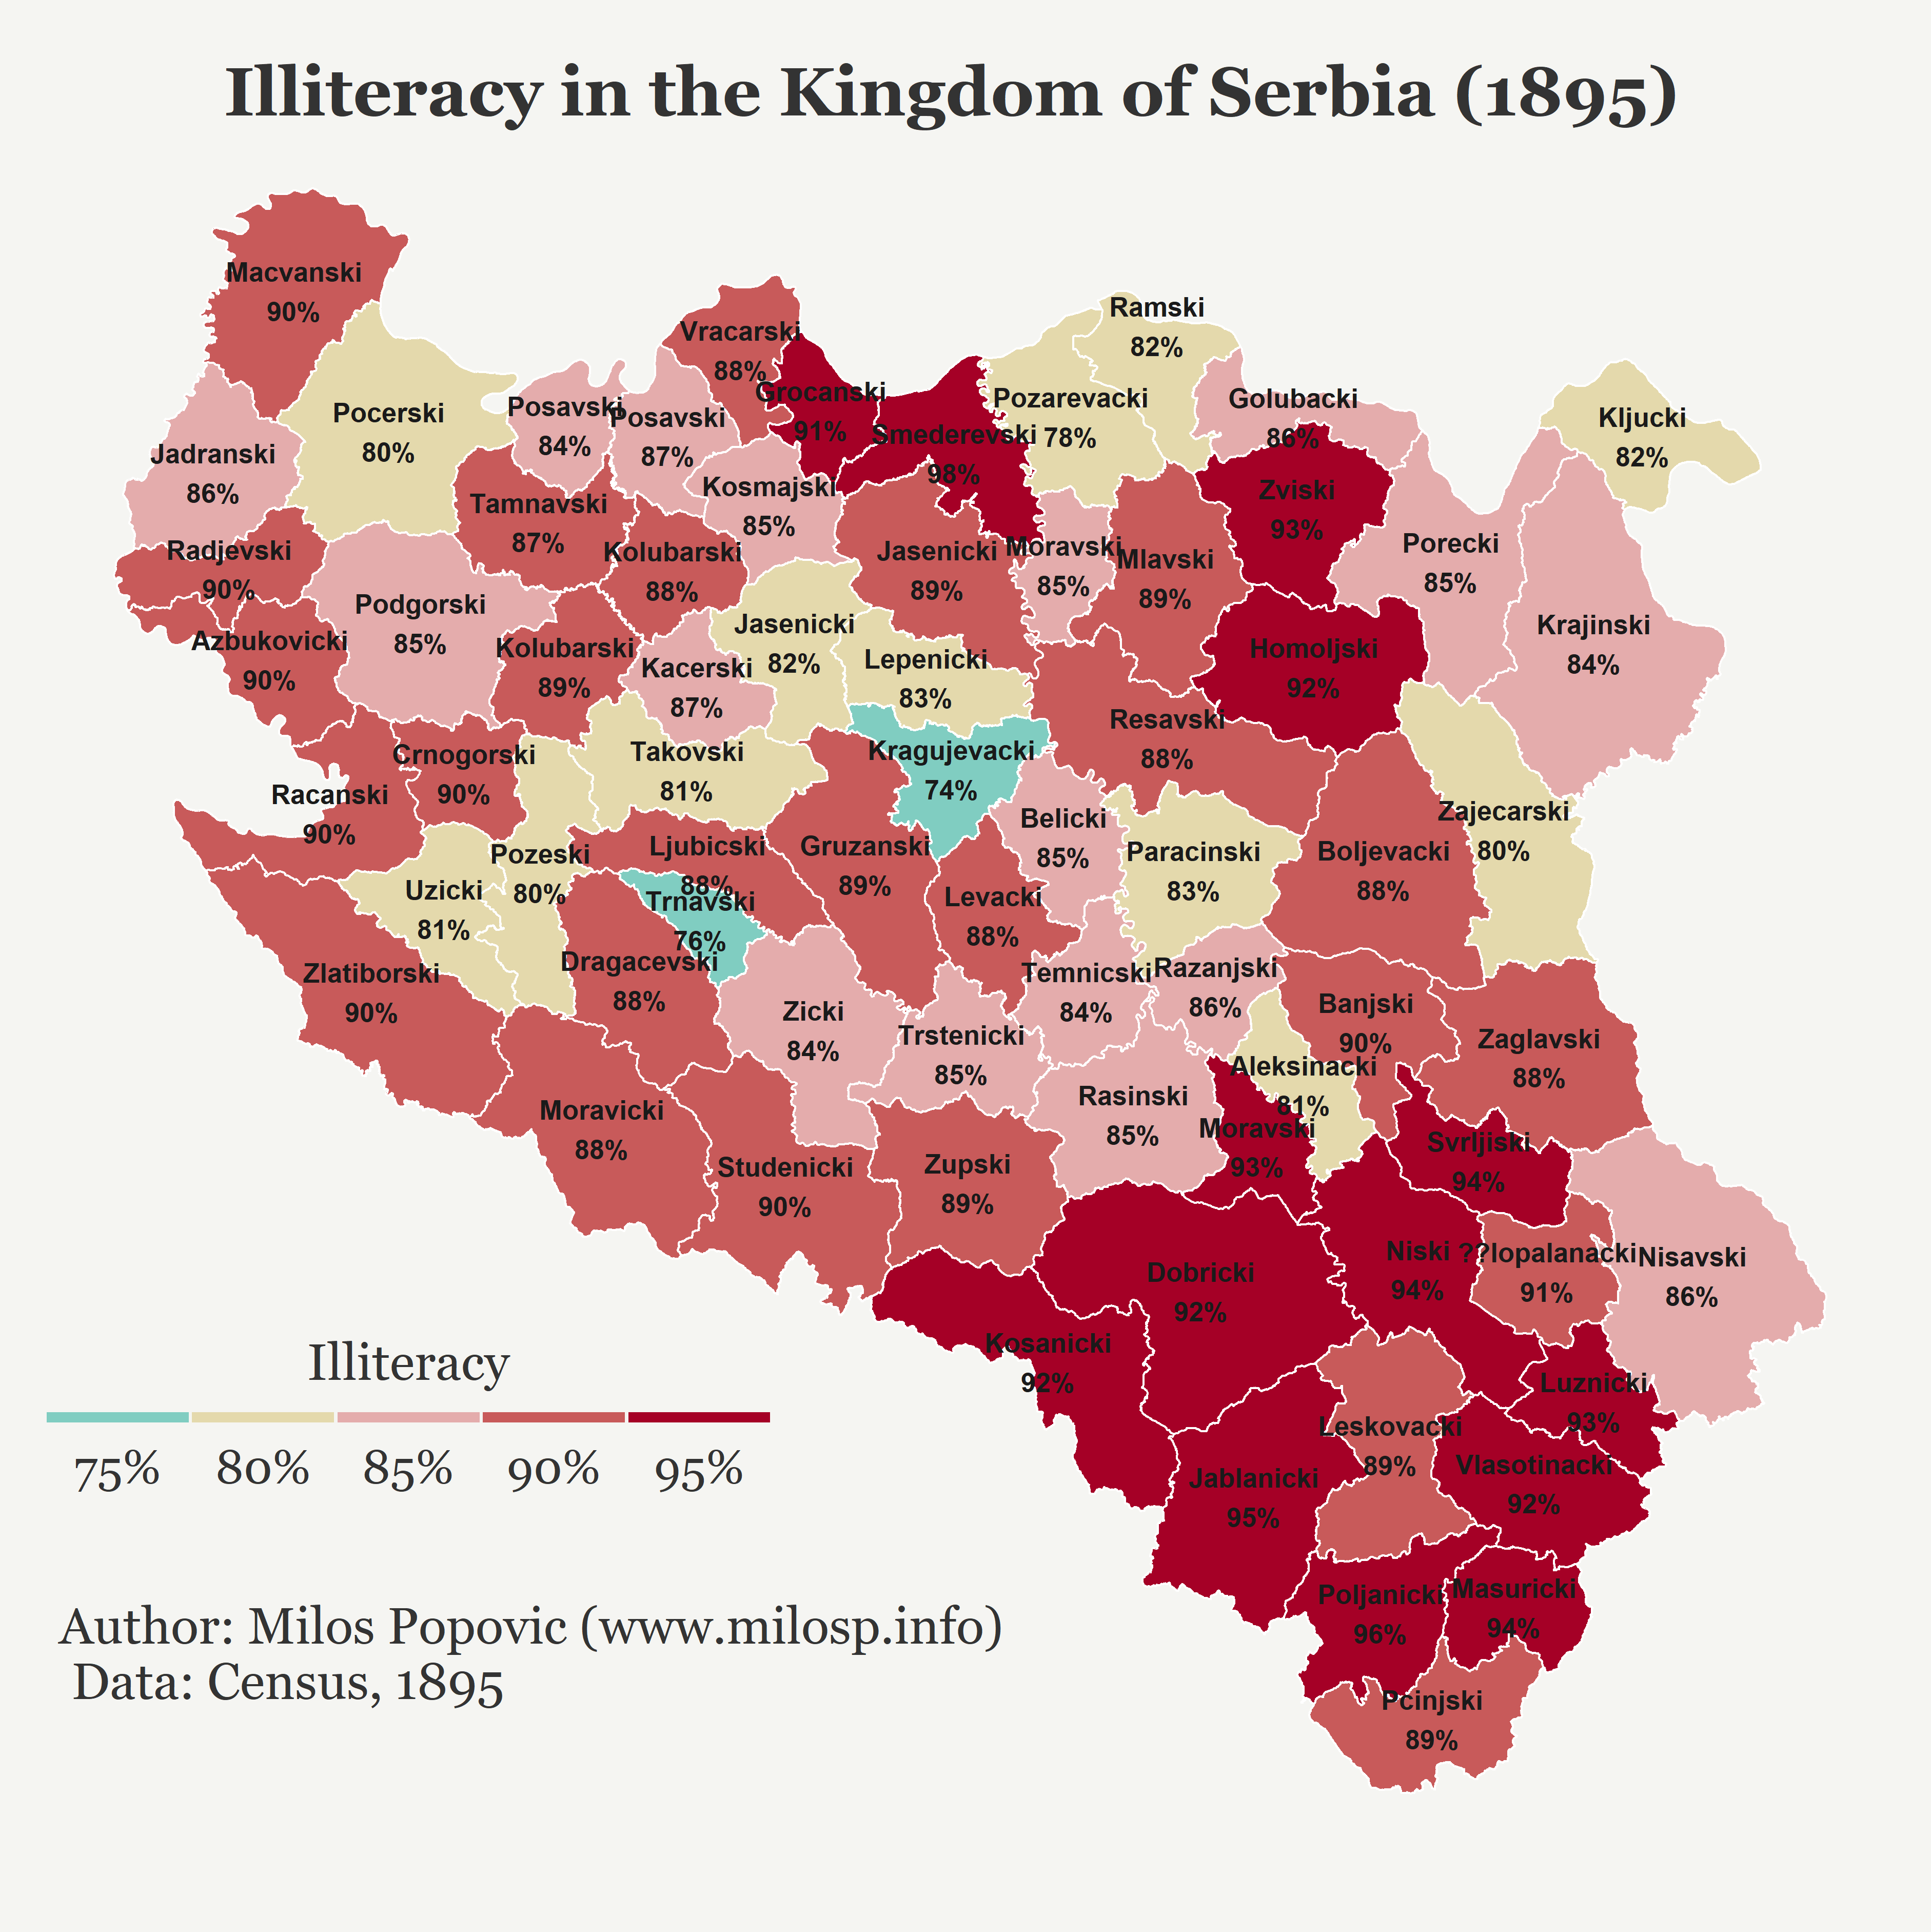 Illiteracy in the Kingdom of Serbia (1895)
Macvanski
90%
Ramski
82%
Vracarski
88%
Grocanski
91%
Pozarevacki
78%
Golubacki
86%
Kljucki
82%
Pocerski
80%
Posavski
84%
Posavski
87%
Smederevski
98%
Jadranski
86%
Kosmajski
85%
Zviski
93%
Tamnavski
87%
Radjevski
90%
Kolubarski
88%
Jasenicki
89%
Moravski
85%
Mlavski
89%
Porecki
85%
Podgorski
85%
Jasenicki
82%
Krajinski
84%
Azbukovicki
90%
Kolubarski
89%
Kacerski
87%
Lepenicki
83%
Homoljski
92%
Resavski
88%
Crnogorski
90%
Takovski
81%
Kragujevacki
74%
Racanski
90%
Belicki
85%
Zajecarski
80%
Pozeski
80%
Ljubicski
88%
Gruzanski
89%
Paracinski
83%
Boljevacki
88%
Uzicki
81%
Trnavski
76%
Levacki
88%
Zlatiborski
90%
Dragacevski
88%
Temnicski
84%
Razanjski
86%
Zicki
84%
Banjski
90%
Trstenicki
85%
Zaglavski
88%
Aleksinacki
81%
Moravicki
88%
Rasinski
85%
Moravski
93%
Svrljiski
94%
Studenicki
90%
Zupski
89%
Niski
94%
??lopalanacki
91%
Nisavski
86%
Dobricki
92%
Kosanicki
92%
Luznicki
93%
Leskovacki
89%
Vlasotinacki
92%
Jablanicki
95%
Poljanicki
96%
Masuricki
94%
Pcinjski
89%
Illiteracy
75% 80% 85% 90% 95%
Author: Milos Popovic (www.milosp.info)
Data: Census, 1895